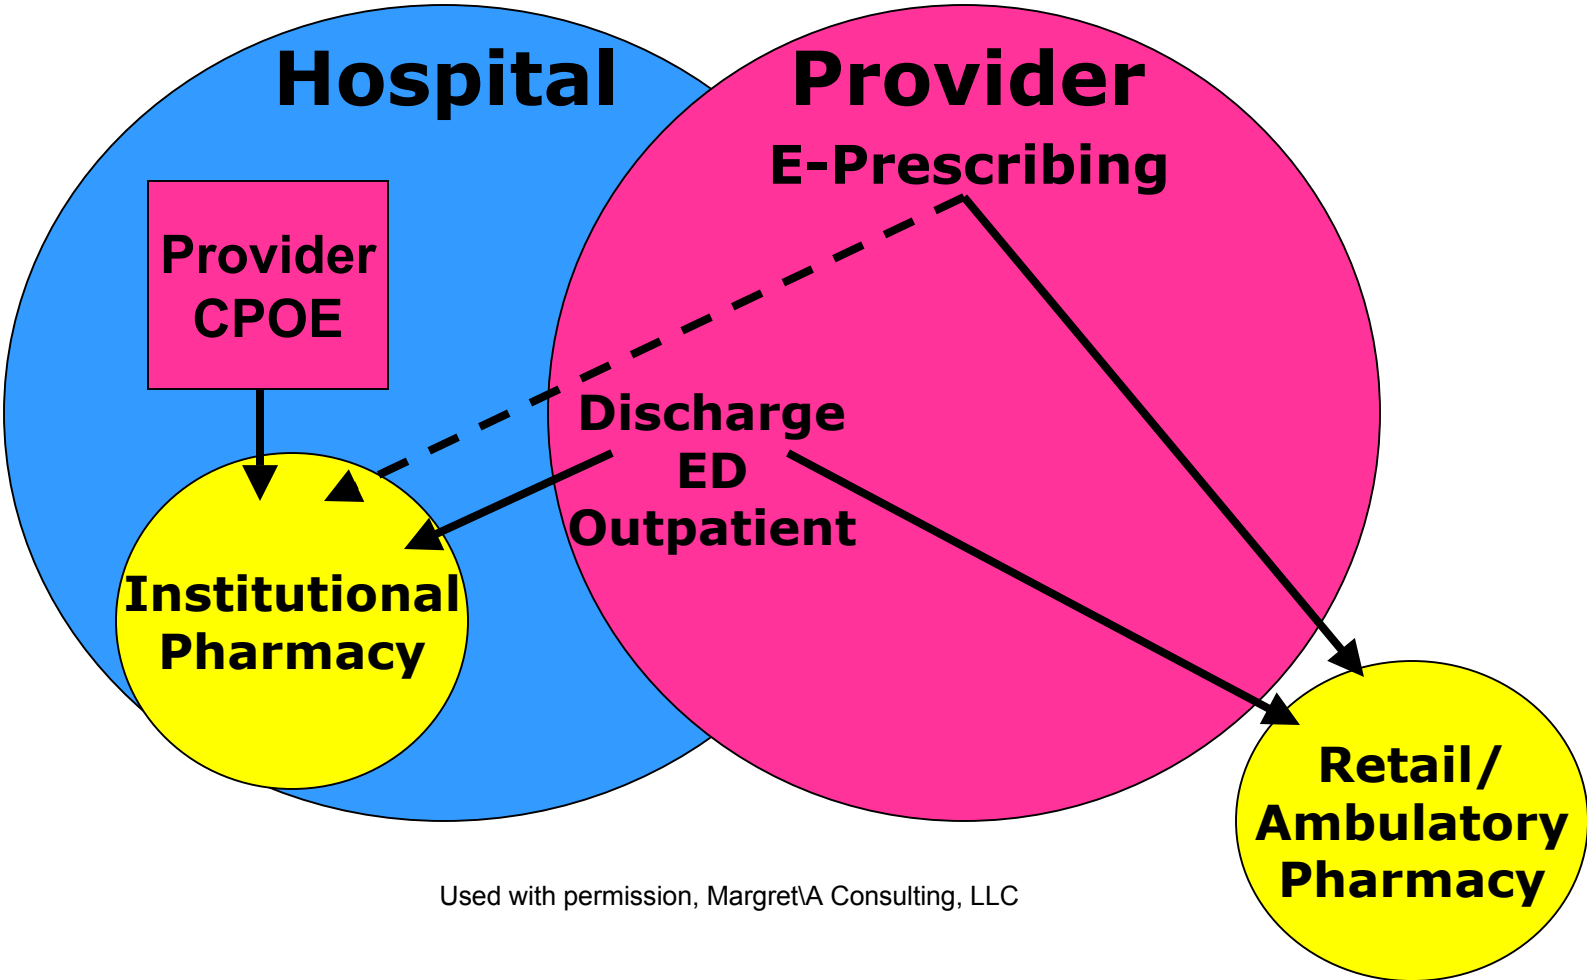 Hospital
Provider
E-Prescribing
Provider
CPOE
Discharge
ED
Outpatient
Institutional
Pharmacy
Retail/
Ambulatory
Pharmacy
Used with permission, Margret\A Consulting, LLC